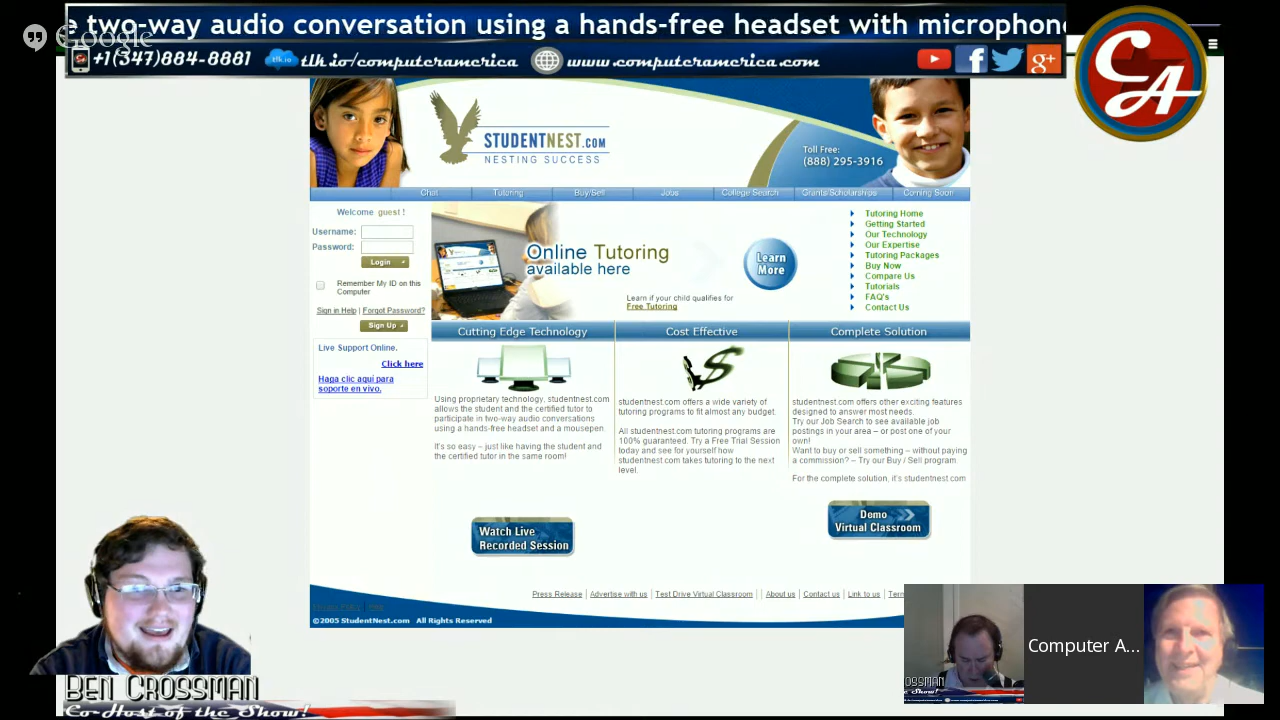 e two-way audio conversation using a hands-free headset with microphone
Google
+1(347)884-8881
tlk.io
tlk.io/computeramerica
www.computeramerica.com
f
g+
CA
STUDENTNEST.COM
NESTING SUCCESS
Toll Free:
(888) 295-3916
Chat
Tutoring
Buy/Sell
Jobs
College Search
Grants/Scholarships
Coming Soon
Welcome guest !
Username:
Password:
Login
Remember My ID on this
Computer
Sign in Help | Forgot Password?
Sign Up
Live Support Online.
Click here
Haga clic aquí para
soporte en vivo.
Online Tutoring
available here
Learn
More
Learn if your child qualifies for
Free Tutoring
Tutoring Home
Getting Started
Our Technology
Our Expertise
Tutoring Packages
Buy Now
Compare Us
Tutorials
FAQ's
Contact Us
Cutting Edge Technology
Using proprietary technology, studentnest.com
allows the student and the certified tutor to
participate in two-way audio conversations
using a hands-free headset and a mousepen.
It's so easy – just like having the student and
the certified tutor in the same room!
Watch Live
Recorded Session
Cost Effective
studentnest.com offers a wide variety of
tutoring programs to fit almost any budget.
All studentnest.com tutoring programs are
100% guaranteed. Try a Free Trial Session
today and see for yourself how
studentnest.com takes tutoring to the next
level.
Complete Solution
studentnest.com offers other exciting features
designed to answer most needs.
Try our Job Search to see available job
postings in your area – or post one of your
own!
Want to buy or sell something – without paying
a commission? – Try our Buy / Sell program.
For the complete solution, it's studentnest.com
Demo
Virtual Classroom
Press Release | Advertise with us | Test Drive Virtual Classroom | | About us | Contact us | Link to us | Term
Privacy Policy | Help
©2005 StudentNest.com All Rights Reserved
BEN CROSSMAN
Co-Host of the Show!
Computer A...